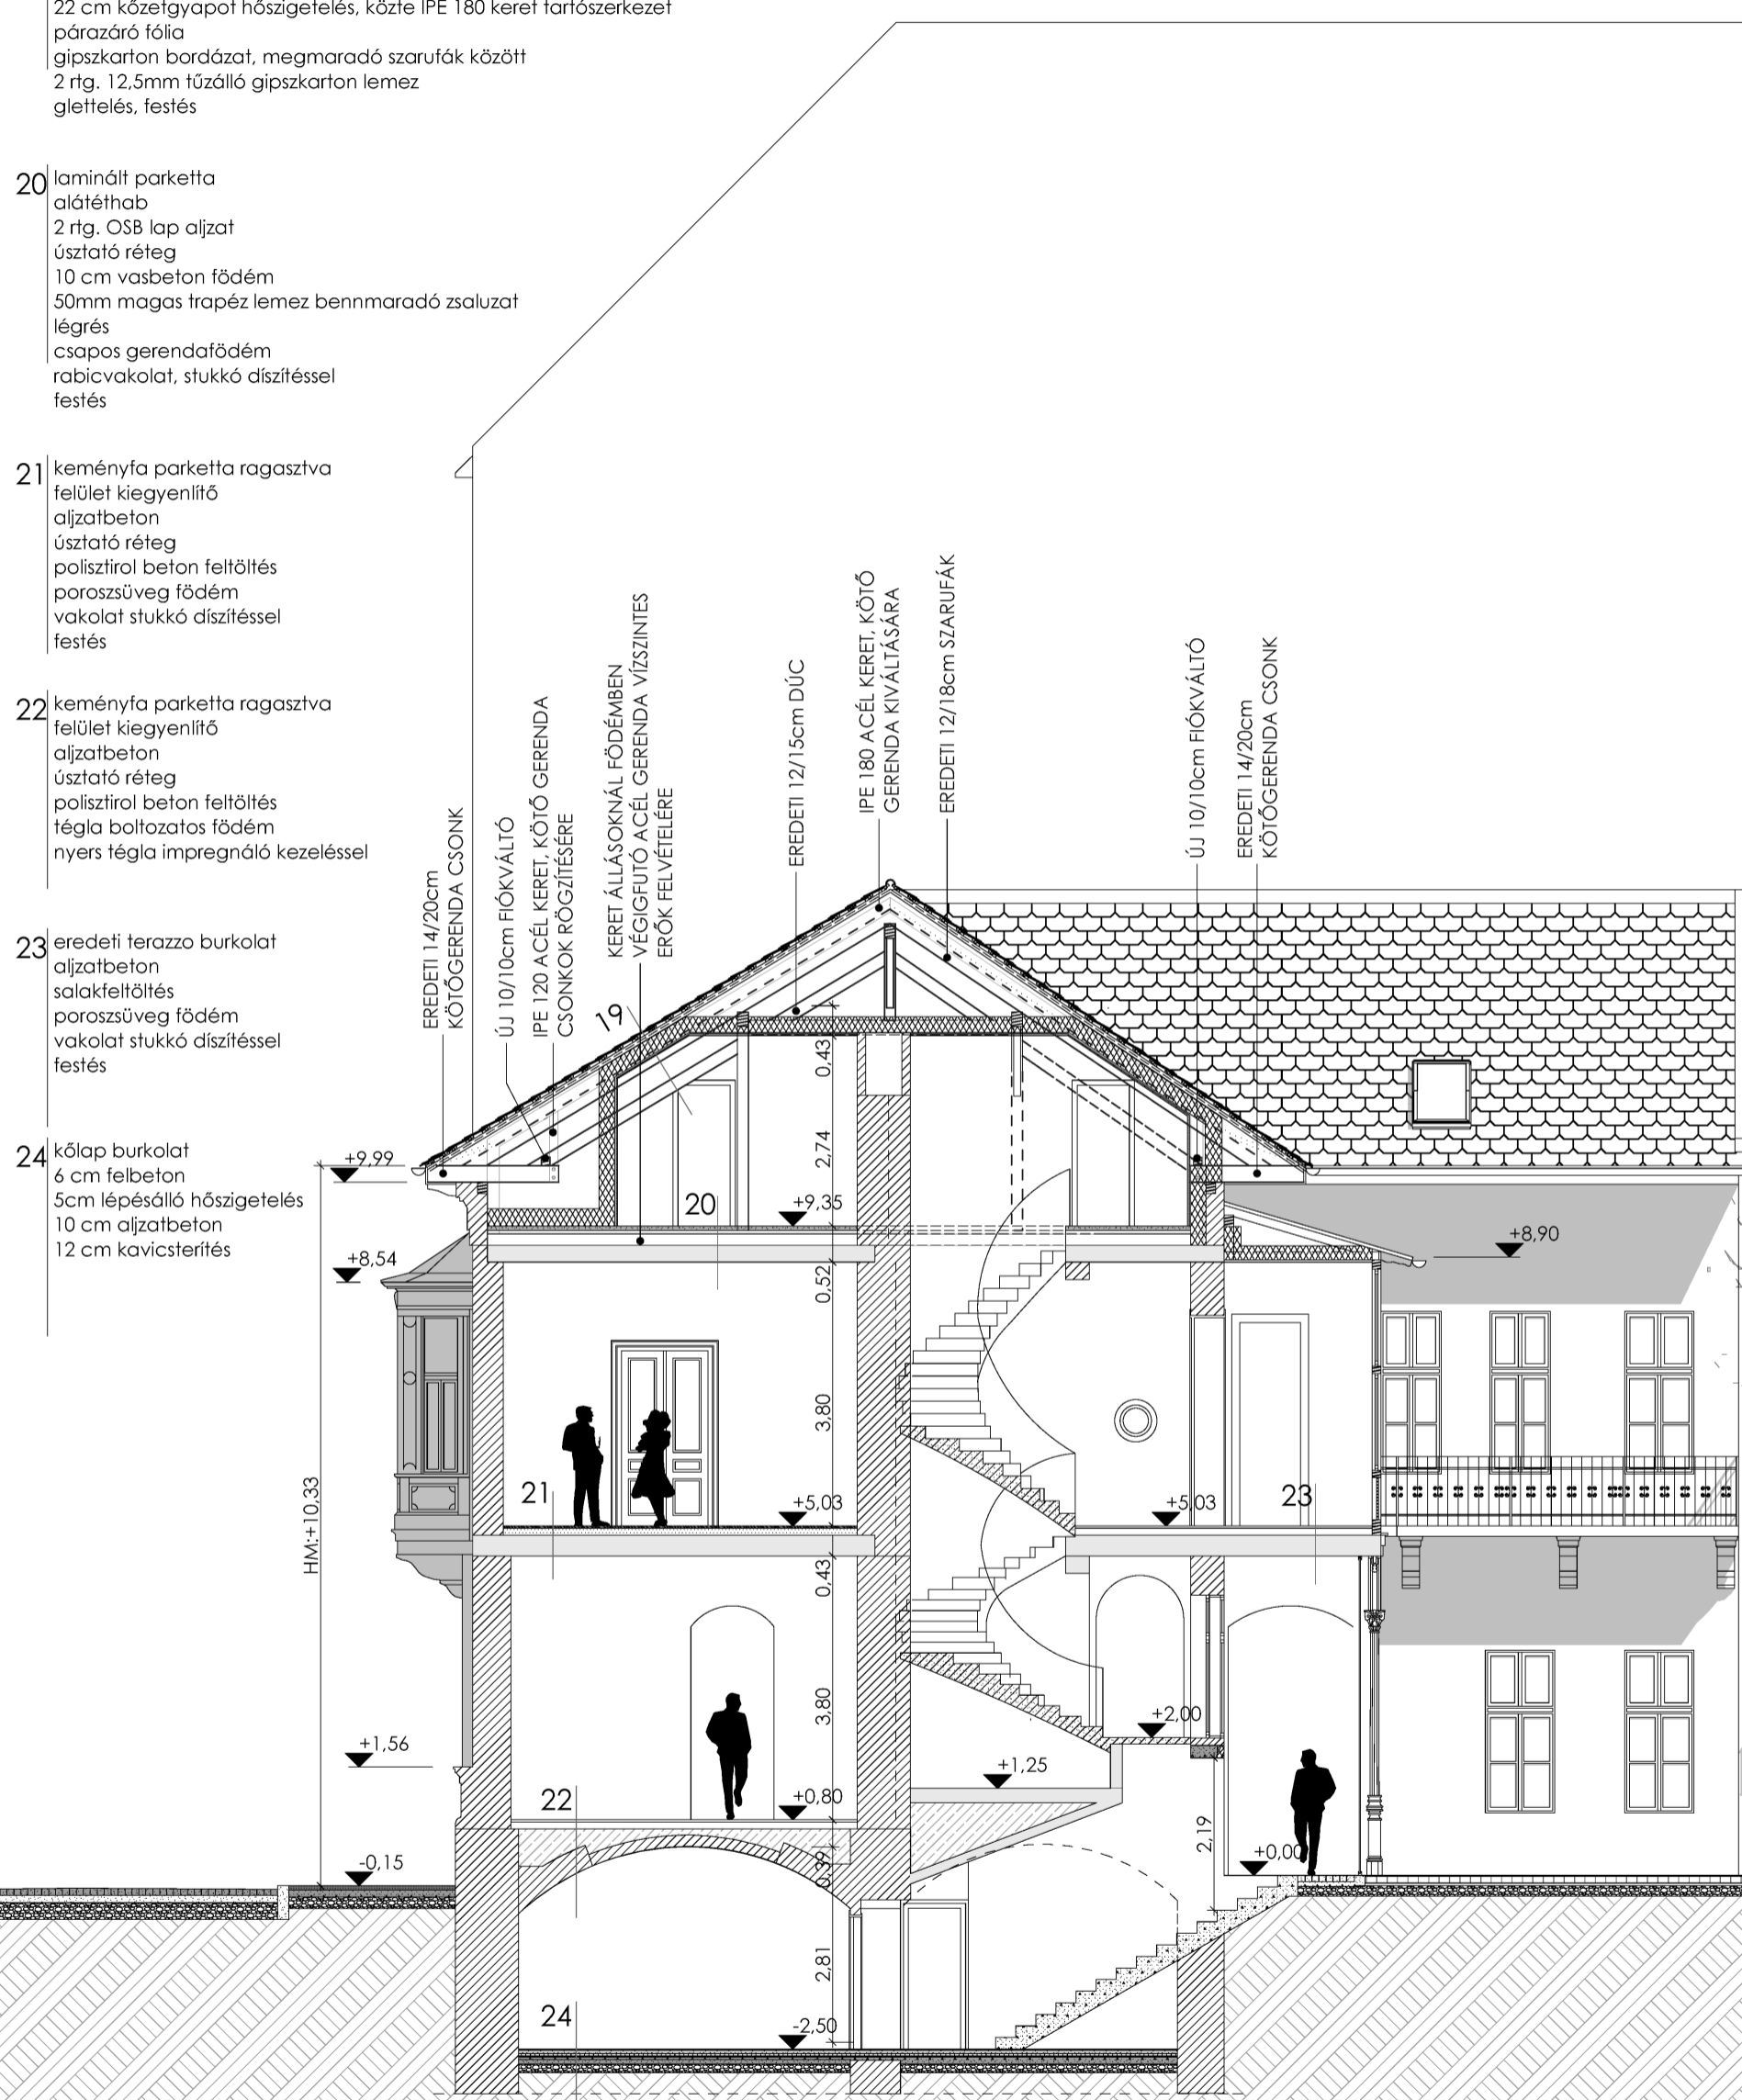 22 cm kőzetgyapot hőszigetelés, közte IPE 180 keret tartószerkezet
párazáró fólia
gipszkarton bordázat, megmaradó szarufák között
2 rtg. 12,5mm tűzálló gipszkarton lemez
glettelés, festés
20
laminált parketta
alátéthab
2 rtg. OSB lap aljzat
úsztató réteg
10 cm vasbeton födém
50mm magas trapéz lemez bennmaradó zsaluzat
légrés
csapos gerendafödém
rabicvakolat, stukkó díszítéssel
festés
21
keményfa parketta ragasztva
felület kiegyenlítő
aljzatbeton
úsztató réteg
polisztirol beton feltöltés
poroszsüveg födém
vakolat stukkó díszítéssel
festés
22
keményfa parketta ragasztva
felület kiegyenlítő
aljzatbeton
úsztató réteg
polisztirol beton feltöltés
tégla boltozatos födém
nyers tégla impregnáló kezeléssel
23
eredeti terazzo burkolat
aljzatbeton
salakfeltöltés
poroszsüveg födém
vakolat stukkó díszítéssel
festés
24
kőlap burkolat
6 cm felbeton
5cm lépésálló hőszigetelés
10 cm aljzatbeton
12 cm kavicsterítés
EREDETI 14/20cm
KÖTŐGERENDA CSONK
ÚJ 10/10cm FIÓKVÁLTÓ
IPE 120 ACÉL KERET, KÖTŐ GERENDA
CSONKOK RÖGZÍTÉSÉRE
KERET ÁLLÁSOKNÁL FÖDÉMBEN
VÉGIGFUTÓ ACÉL GERENDA VÍZSZINTES
ERŐK FELVÉTELÉRE
EREDETI 12/15cm DÚC
IPE 180 ACÉL KERET, KÖTŐ
GERENDA KIVÁLTÁSÁRA
EREDETI 12/18cm SZARUFÁK
ÚJ 10/10cm FIÓKVÁLTÓ
EREDETI 14/20cm
KÖTŐGERENDA CSONK
19
0,43
2,74
+9,99
20
+9,35
+8,90
+8,54
0,52
3,80
21
+5,03
+5,03
23
HM:+10,33
0,43
3,80
+2,00
+1,56
+1,25
22
+0,80
2,19
-0,15
0,39
+0,00
2,81
24
-2,50